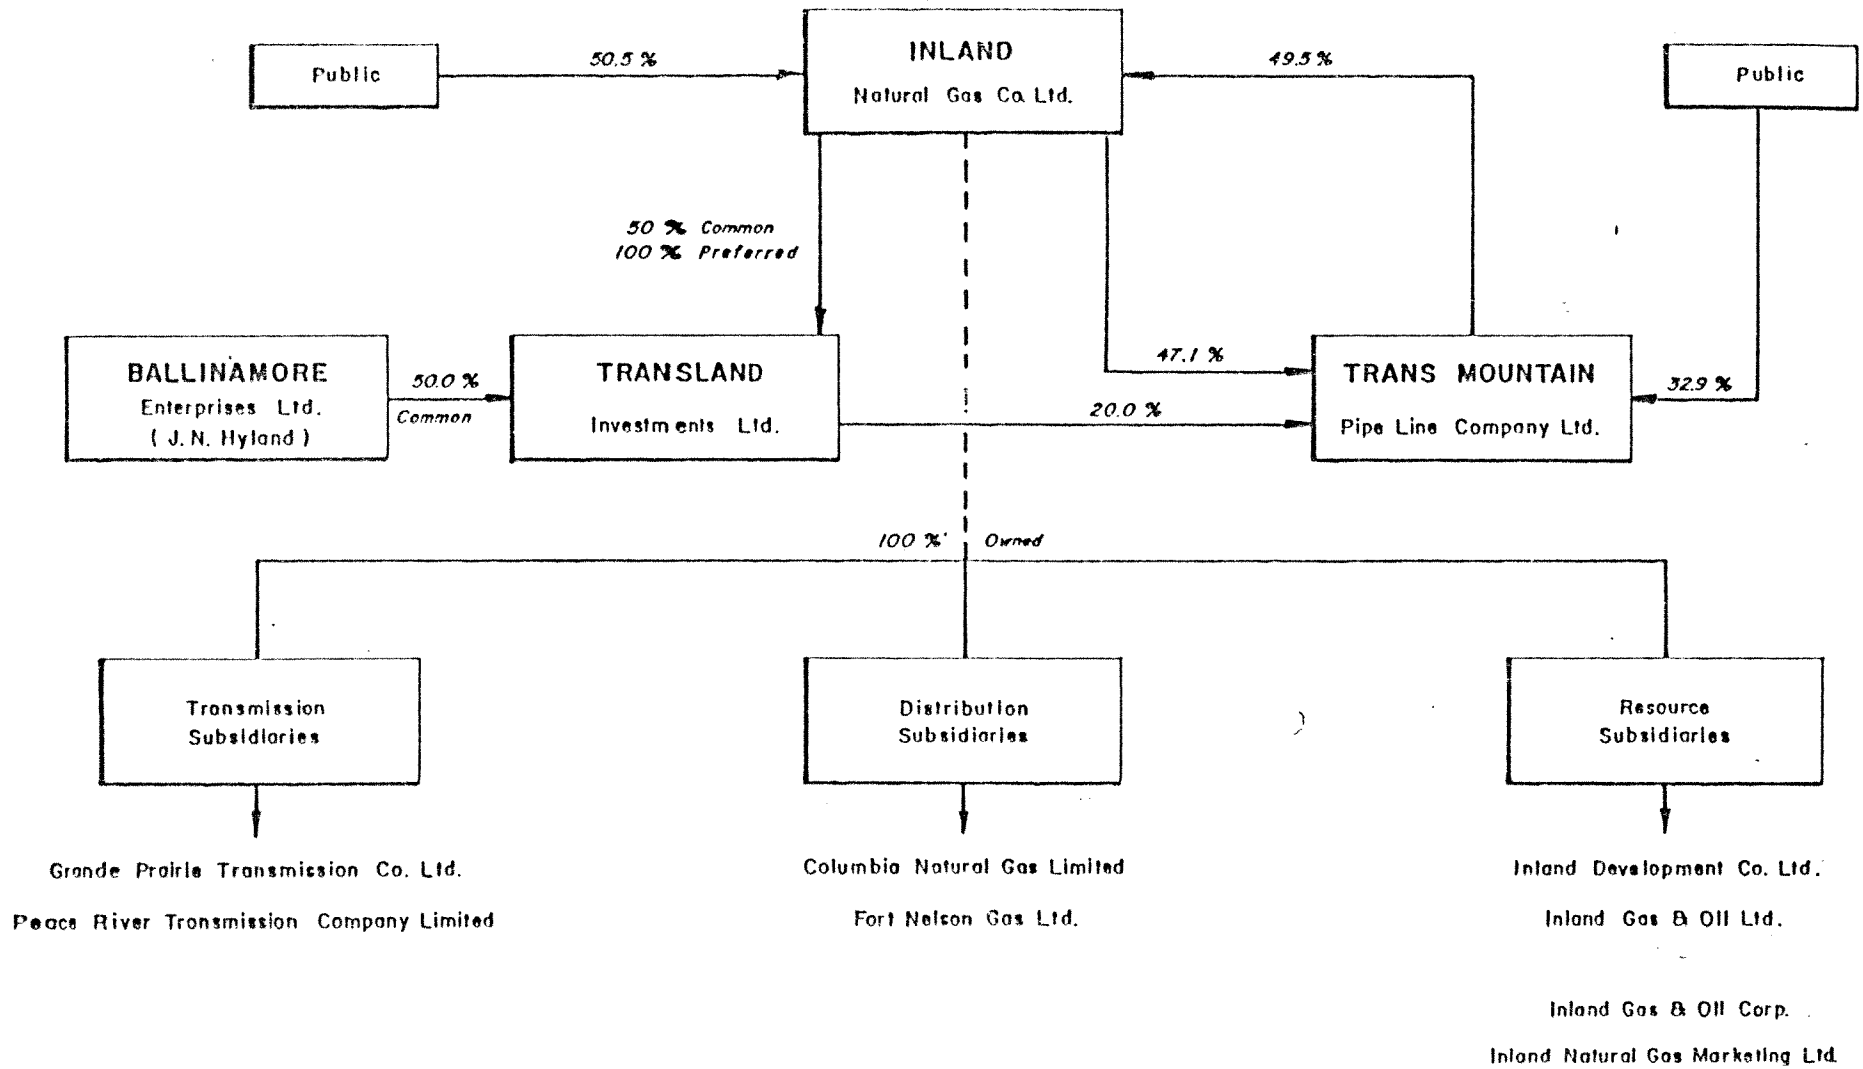 INLAND
Natural Gas Co. Ltd.
Public
50.5 %
49.5 %
Public
50 % Common
100 % Preferred
BALLINAMORE
Enterprises Ltd.
( J. N. Hyland )
50.0 %
Common
TRANSLAND
Investments Ltd.
47.1 %
20.0 %
TRANS MOUNTAIN
Pipe Line Company Ltd.
32.9 %
100 % Owned
Transmission
Subsidiaries
Distribution
Subsidiaries
Resource
Subsidiaries
Grande Prairie Transmission Co. Ltd.
Peace River Transmission Company Limited
Columbia Natural Gas Limited
Fort Nelson Gas Ltd.
Inland Development Co. Ltd.
Inland Gas & Oil Ltd.
Inland Gas & Oil Corp.
Inland Natural Gas Marketing Ltd.